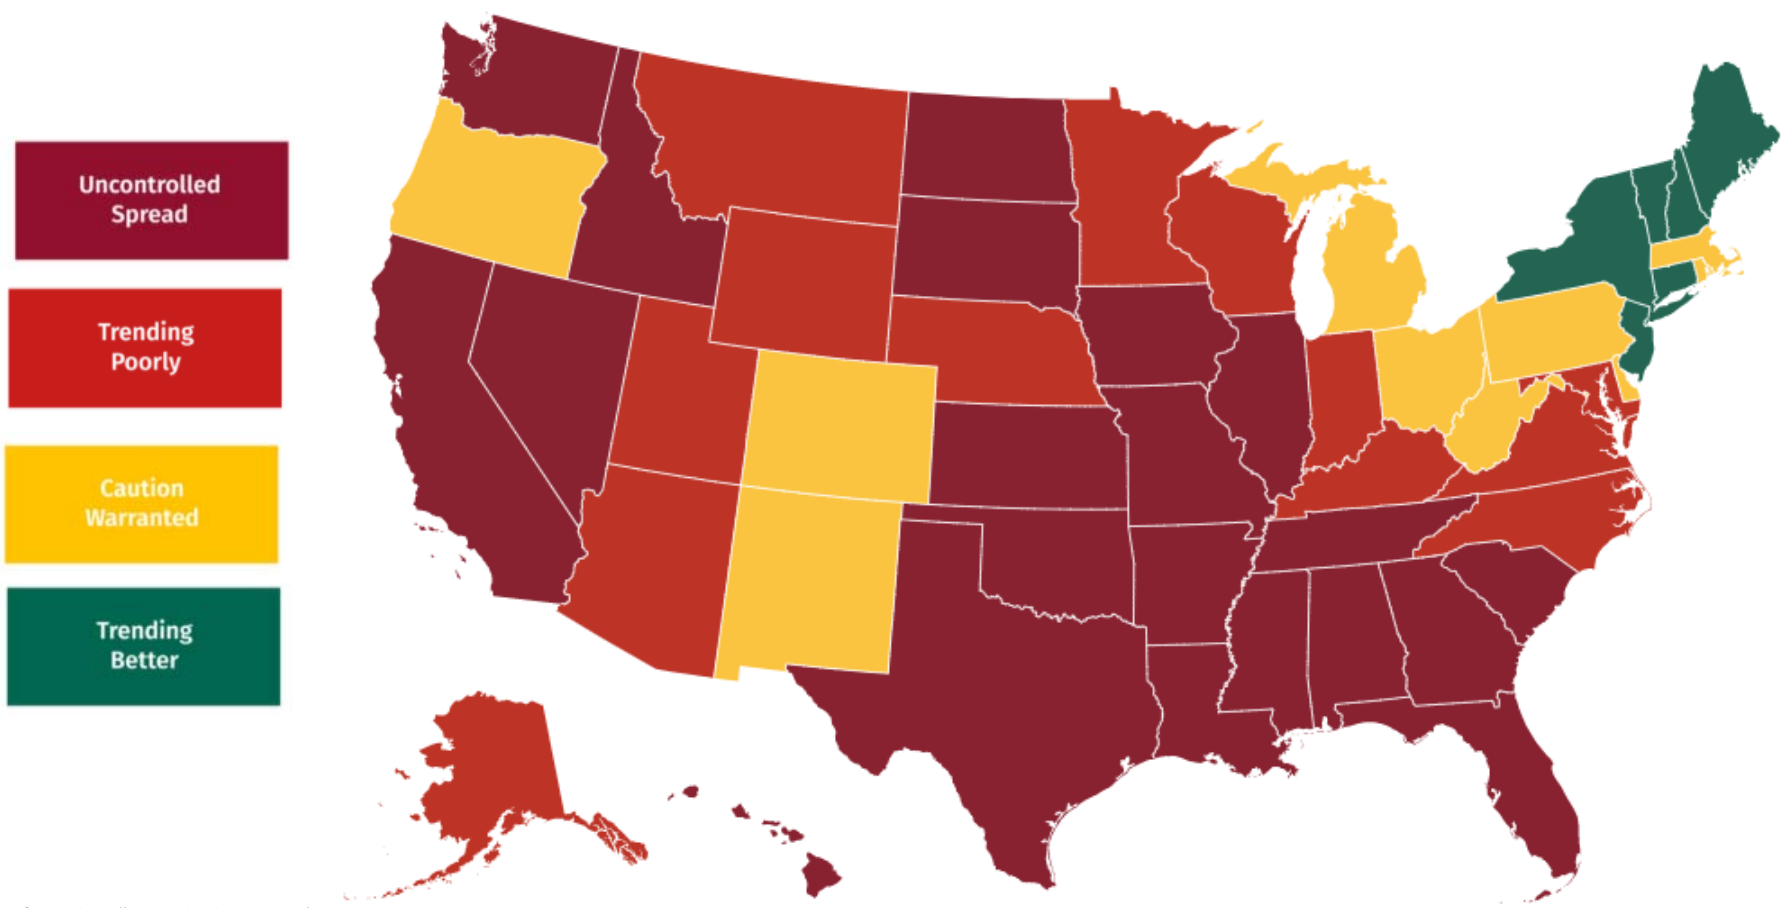 Uncontrolled
Spread
Trending
Poorly
Caution
Warranted
Trending
Better